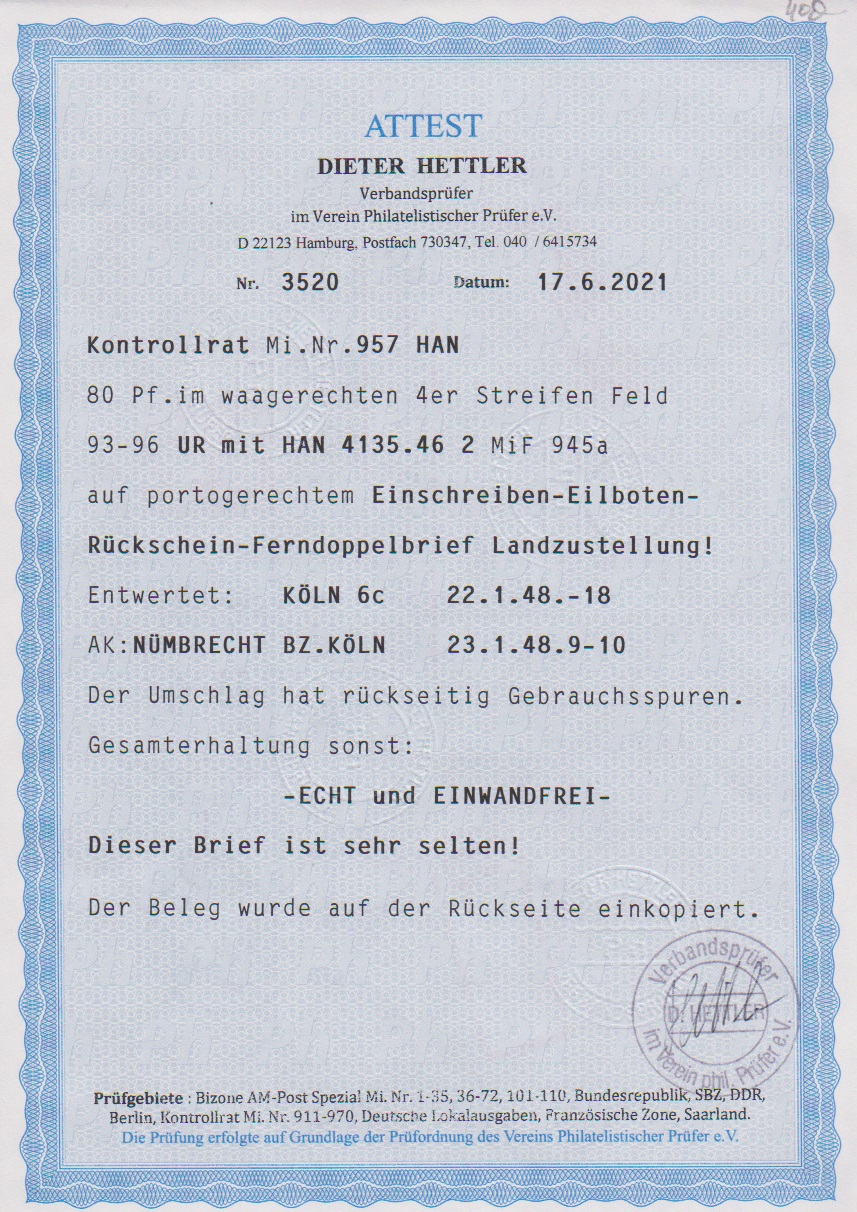 408
ATTEST
DIETER HETTLER
Verbandsprüfer
im Verein Philatelistischer Prüfer e.V.
D 22123 Hamburg, Postfach 730347, Tel. 040 / 6415734
Nr. 3520 Datum: 17.6.2021
Kontrollrat Mi.Nr.957 HAN
80 Pf.im waagerechten 4er Streifen Feld
93-96 UR mit HAN 4135.46 2 MiF 945a
auf portogerechtem Einschreiben-Eilboten-
Rückschein-Ferndoppelbrief Landzustellung!
Entwertet: KÖLN 6c 22.1.48.-18
AK:NÜMBRECHT BZ.KÖLN 23.1.48.9-10
Der Umschlag hat rückseitig Gebrauchsspuren.
Gesamterhaltung sonst:
-ECHT und EINWANDFREI-
Dieser Brief ist sehr selten!
Der Beleg wurde auf der Rückseite einkopiert.
Verbandsprüfer
D. HETTLER
im Verein phil. Prüfer e.V.
Prüfgebiete : Bizone AM-Post Spezial Mi. Nr. 1-35, 36-72, 101-110, Bundesrepublik, SBZ, DDR,
Berlin, Kontrollrat Mi. Nr. 911-970, Deutsche Lokalausgaben, Französische Zone, Saarland.
Die Prüfung erfolgte auf Grundlage der Prüfordnung des Vereins Philatelistischer Prüfer e.V.